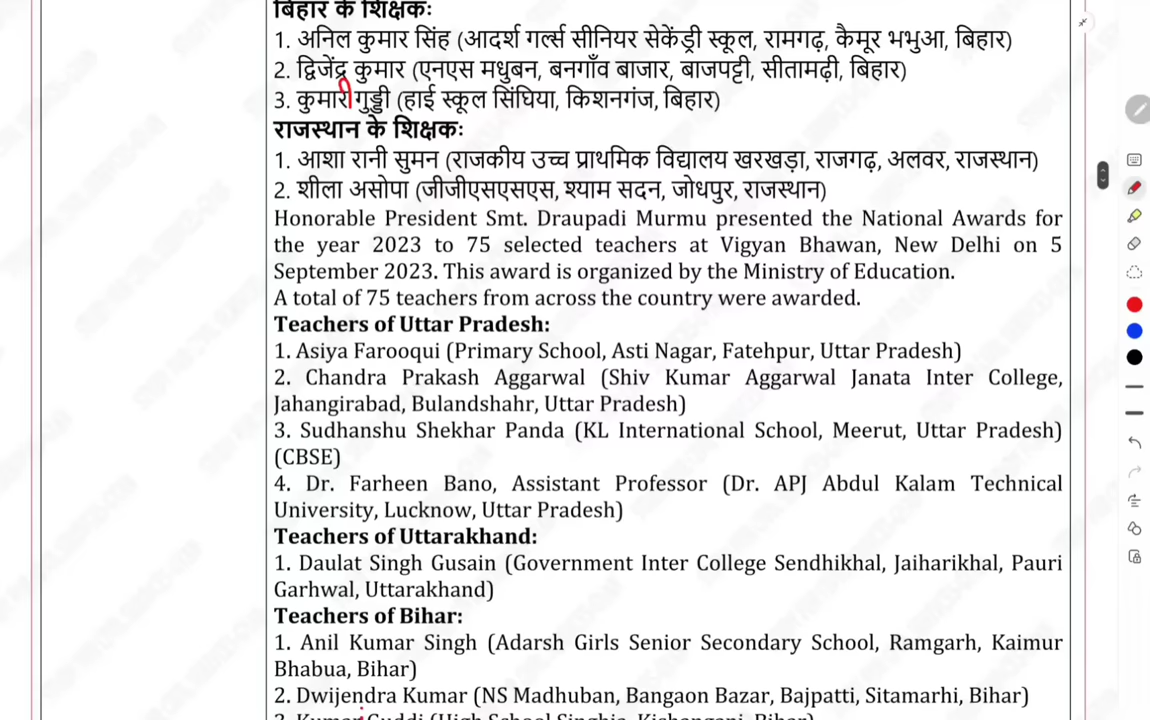 बिहार के शिक्षकः
1. अनिल कुमार सिंह (आदर्श गर्ल्स सीनियर सेकेंड्री स्कूल, रामगढ़, कैमूर भभुआ, बिहार)
2. द्विजेंद्र कुमार (एनएस मधुबन, बनगाँव बाजार, बाजपट्टी, सीतामढ़ी, बिहार)
3. कुमारी गुड्डी (हाई स्कूल सिंघिया, किशनगंज, बिहार)
राजस्थान के शिक्षकः
1. आशा रानी सुमन (राजकीय उच्च प्राथमिक विद्यालय खरखड़ा, राजगढ़, अलवर, राजस्थान)
2. शीला असोपा (जीजीएसएसएस, श्याम सदन, जोधपुर, राजस्थान)
Honorable President Smt. Draupadi Murmu presented the National Awards for
the year 2023 to 75 selected teachers at Vigyan Bhawan, New Delhi on 5
September 2023. This award is organized by the Ministry of Education.
A total of 75 teachers from across the country were awarded.
Teachers of Uttar Pradesh:
1. Asiya Farooqui (Primary School, Asti Nagar, Fatehpur, Uttar Pradesh)
2. Chandra Prakash Aggarwal (Shiv Kumar Aggarwal Janata Inter College,
Jahangirabad, Bulandshahr, Uttar Pradesh)
3. Sudhanshu Shekhar Panda (KL International School, Meerut, Uttar Pradesh)
(CBSE)
4. Dr. Farheen Bano, Assistant Professor (Dr. APJ Abdul Kalam Technical
University, Lucknow, Uttar Pradesh)
Teachers of Uttarakhand:
1. Daulat Singh Gusain (Government Inter College Sendhikhal, Jaiharikhal, Pauri
Garhwal, Uttarakhand)
Teachers of Bihar:
1. Anil Kumar Singh (Adarsh Girls Senior Secondary School, Ramgarh, Kaimur
Bhabua, Bihar)
2. Dwijendra Kumar (NS Madhuban, Bangaon Bazar, Bajpatti, Sitamarhi, Bihar)
3. Kumari Guddi (High School Singhia, Kishanganj, Bihar)